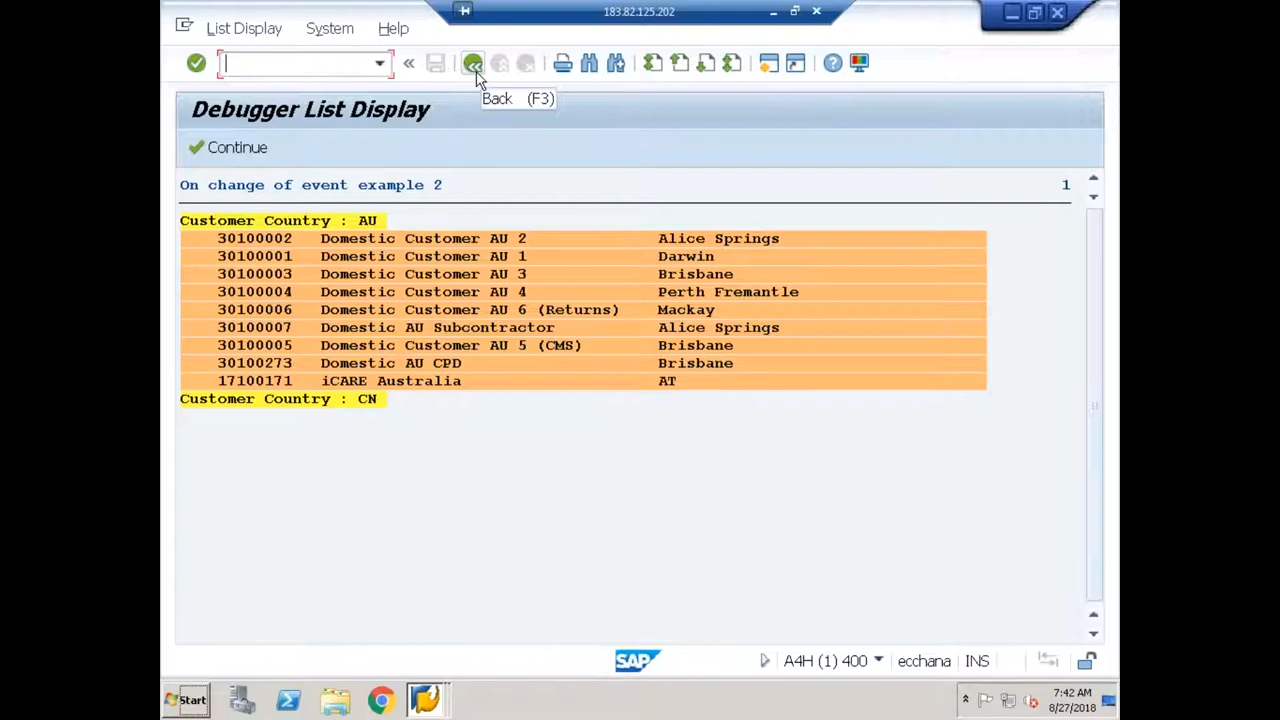 183.82.125.202
List Display System Help
Back (F3)
Debugger List Display
Continue
On change of event example 2 1
Customer Country : AU
30100002 Domestic Customer AU 2 Alice Springs
30100001 Domestic Customer AU 1 Darwin
30100003 Domestic Customer AU 3 Brisbane
30100004 Domestic Customer AU 4 Perth Fremantle
30100006 Domestic Customer AU 6 (Returns) Mackay
30100007 Domestic AU Subcontractor Alice Springs
30100005 Domestic Customer AU 5 (CMS) Brisbane
30100273 Domestic AU CPD Brisbane
17100171 iCARE Australia AT
Customer Country : CN
SAP A4H (1) 400 ecchana INS
Start 7:42 AM
8/27/2018